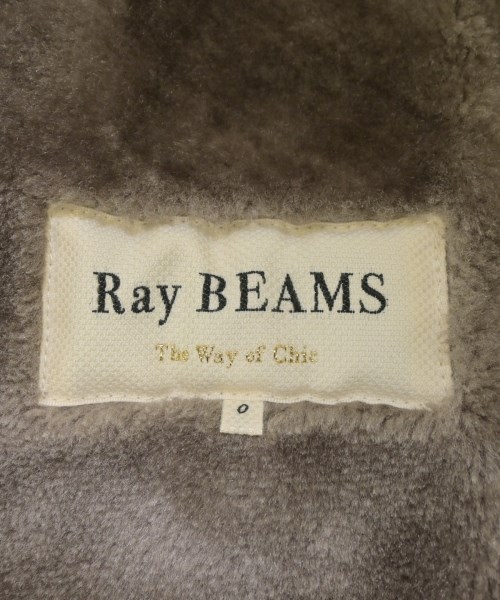 Ray BEAMS
The Way of Chic
0